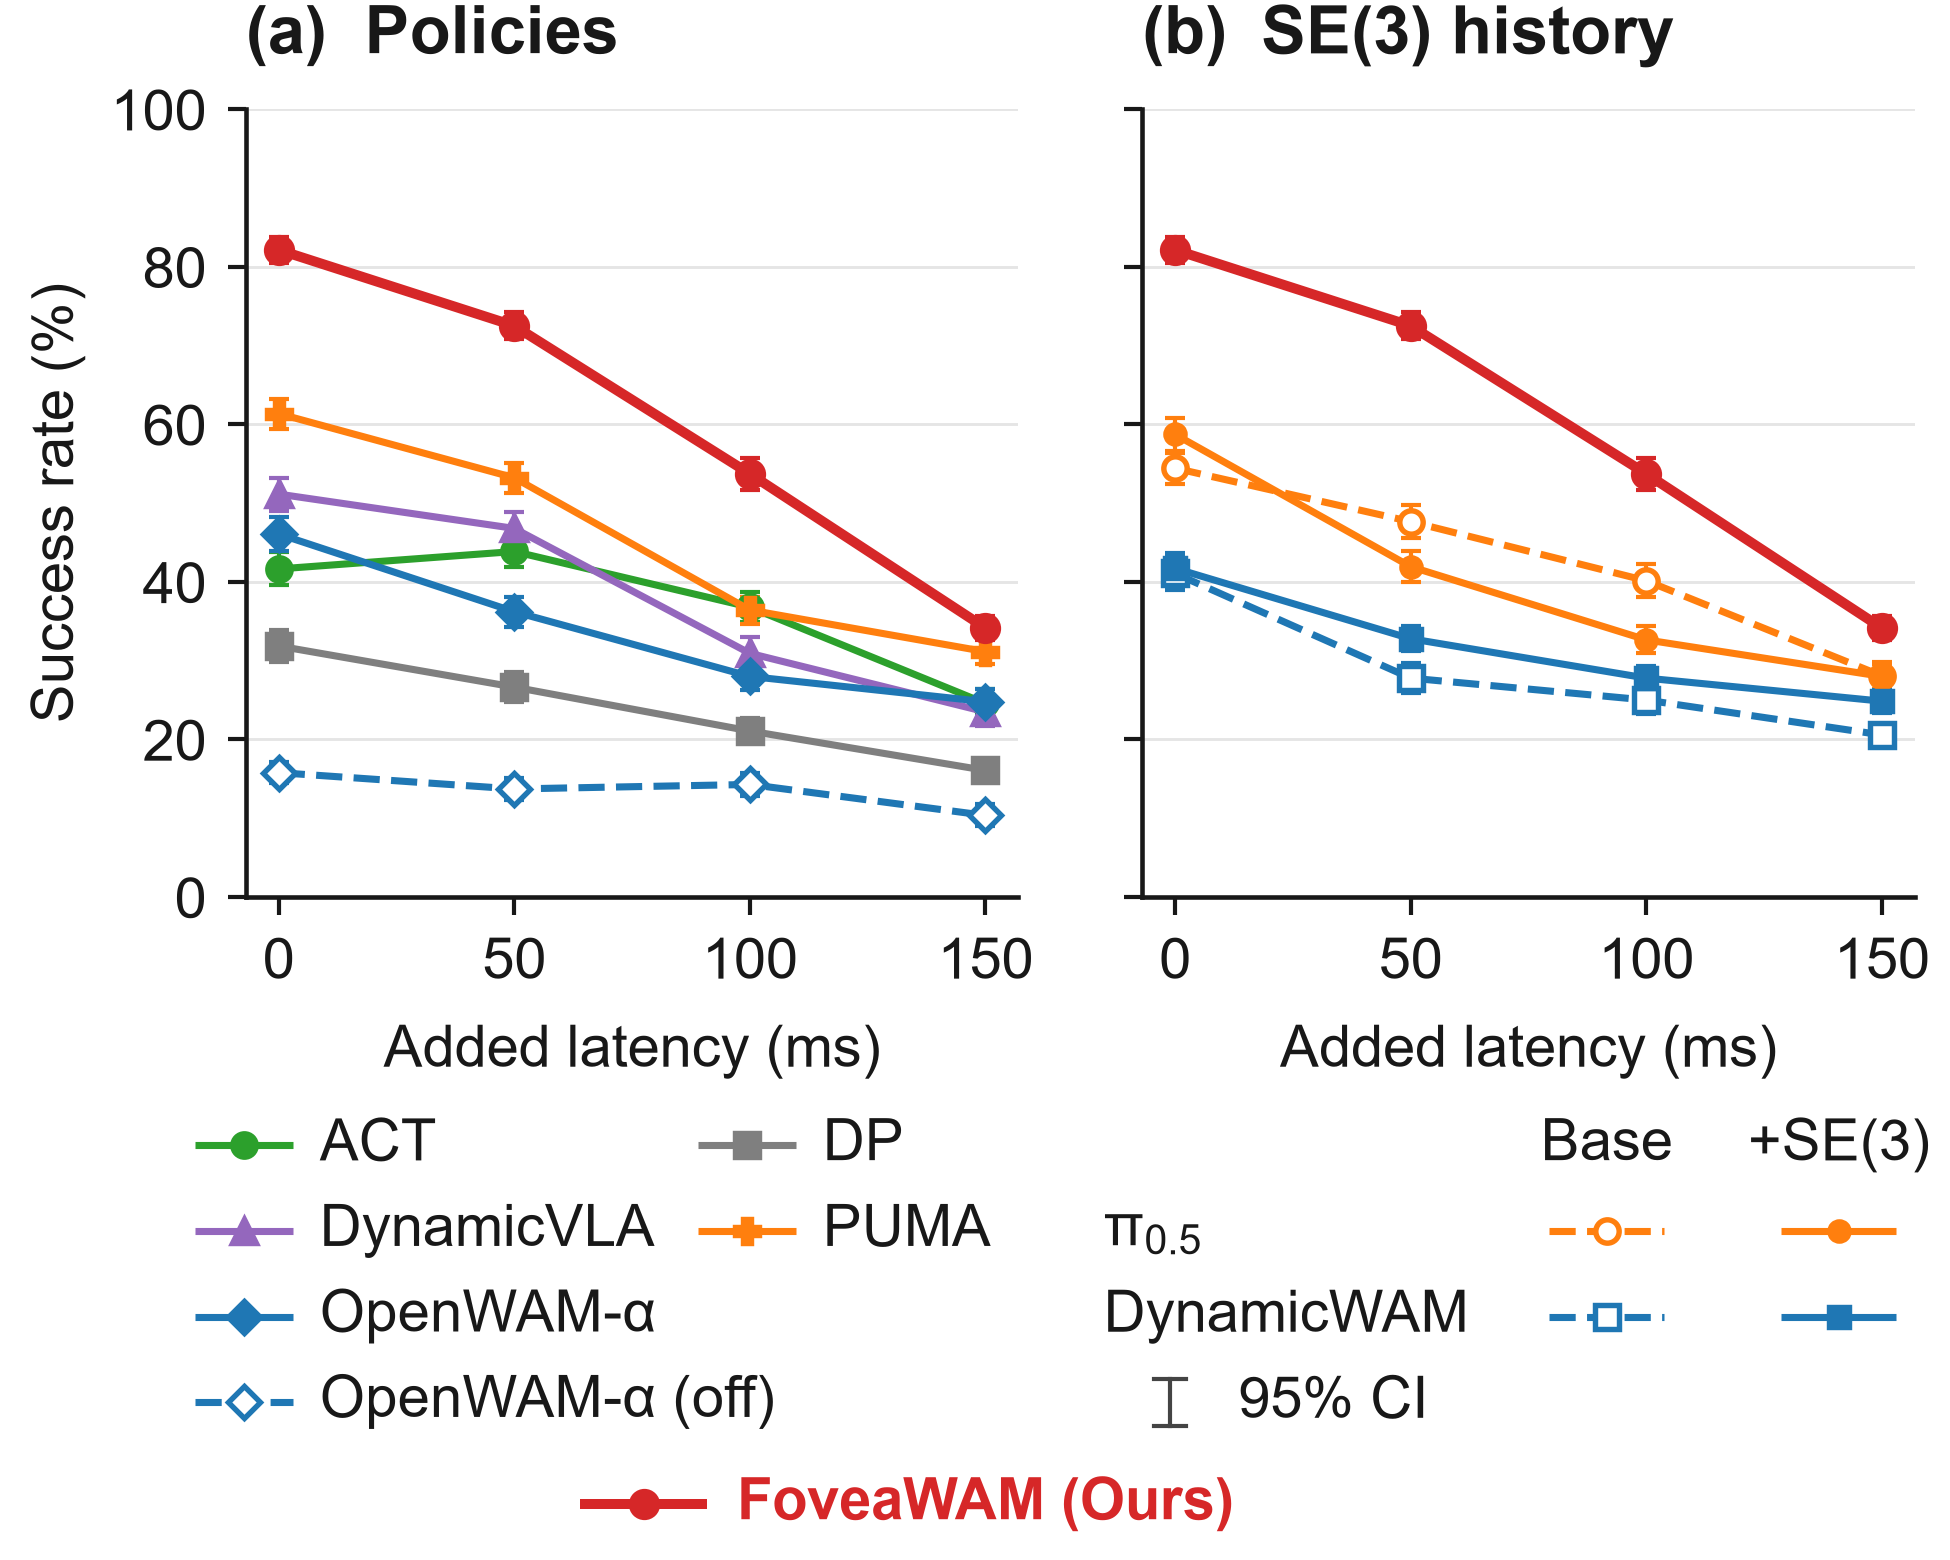 (a) Policies
(b) SE(3) history
Success rate (%)
100
80
60
40
20
0
0 50 100 150
Added latency (ms)
0 50 100 150
Added latency (ms)
ACT
DP
DynamicVLA
PUMA
OpenWAM-α
OpenWAM-α (off)
Base +SE(3)
π0.5
DynamicWAM
95% CI
FoveaWAM (Ours)